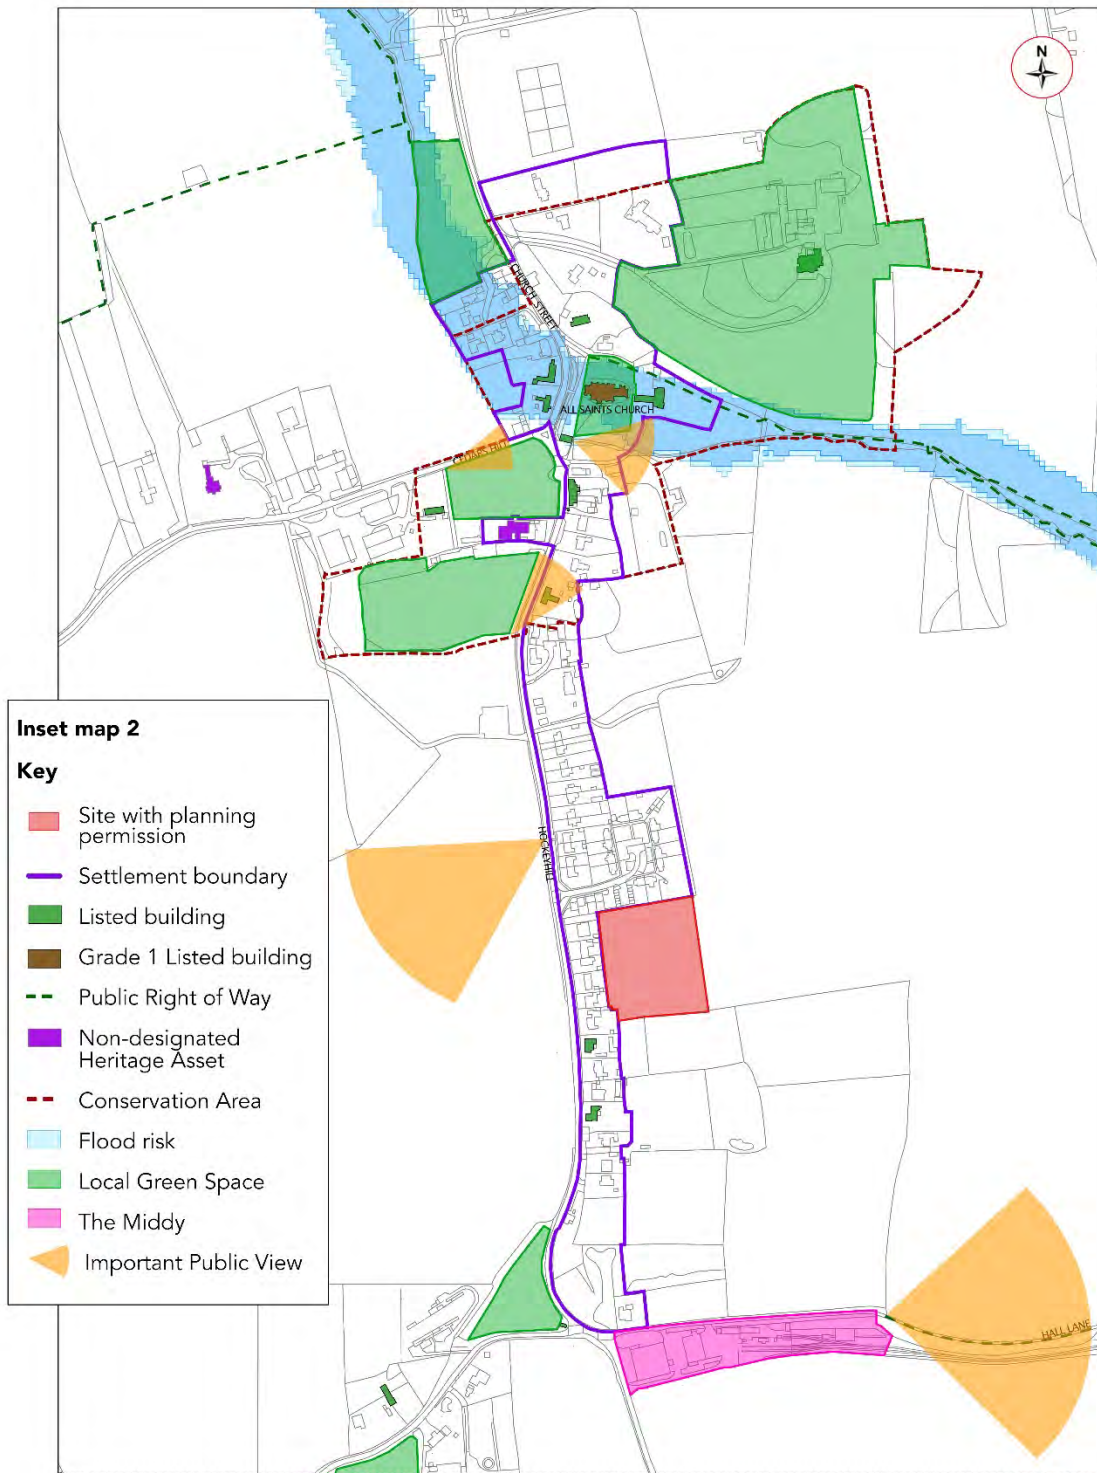 N
CHURCH STREET
ALL SAINTS CHURCH
CEDARS HILL
HOCKEYHILL
HALL LANE
Inset map 2
Key
Site with planning
permission
Settlement boundary
Listed building
Grade 1 Listed building
Public Right of Way
Non-designated
Heritage Asset
Conservation Area
Flood risk
Local Green Space
The Middy
Important Public View